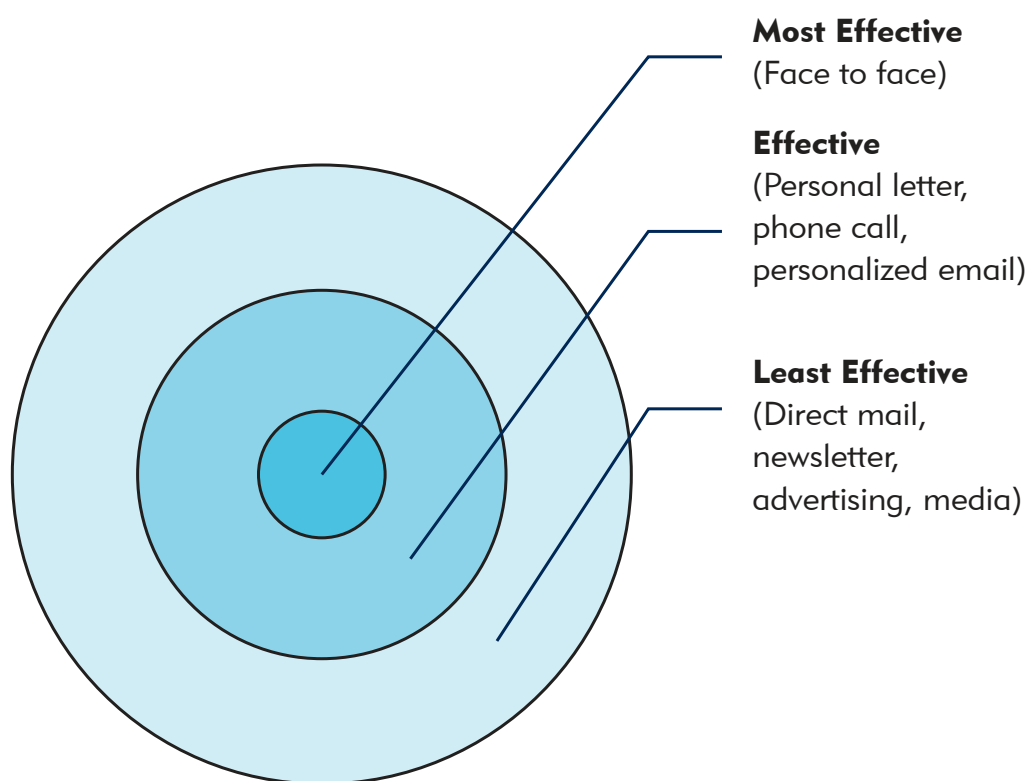 Most Effective
(Face to face)
Effective
(Personal letter,
phone call,
personalized email)
Least Effective
(Direct mail,
newsletter,
advertising, media)